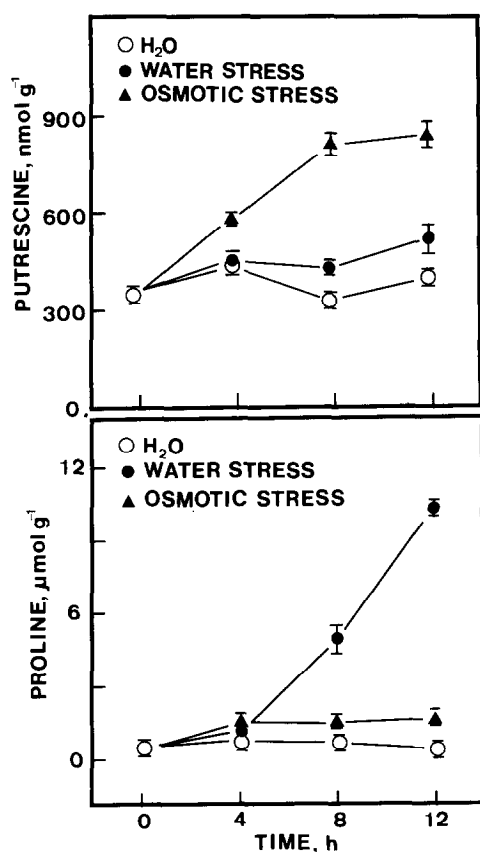 H₂O
WATER STRESS
OSMOTIC STRESS
PUTRESCINE, nmol g⁻¹
900
600
300
0
H₂O
WATER STRESS
OSMOTIC STRESS
PROLINE, μmol g⁻¹
12
6
0
0 4 8 12
TIME, h